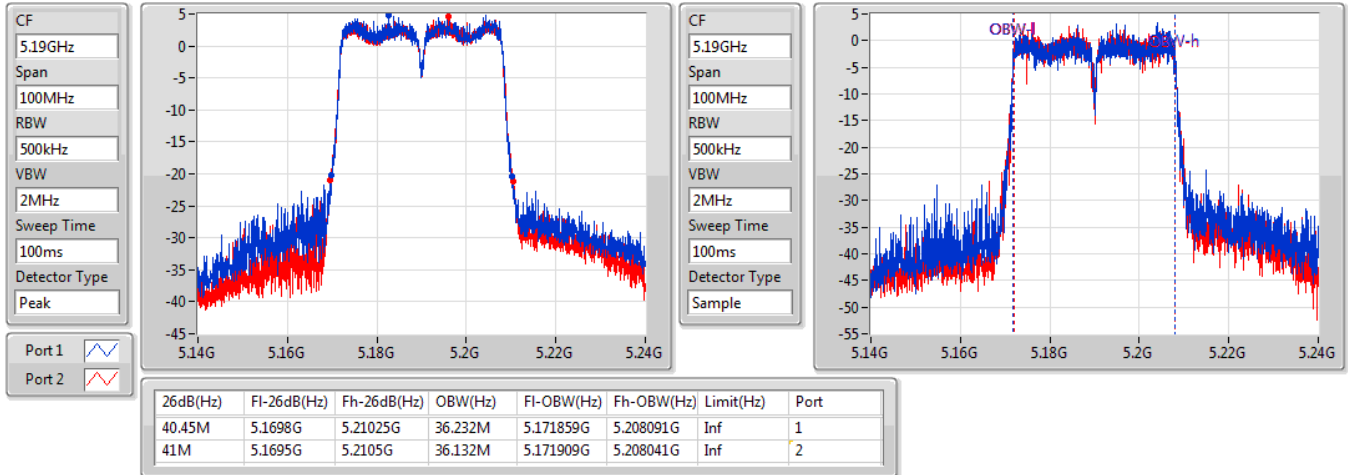 CF
5.19GHz
Span
100MHz
RBW
500kHz
VBW
2MHz
Sweep Time
100ms
Detector Type
Peak
5
0
-5
-10
-15
-20
-25
-30
-35
-40
-45
5.14G 5.16G 5.18G 5.2G 5.22G 5.24G
CF
5.19GHz
Span
100MHz
RBW
500kHz
VBW
2MHz
Sweep Time
100ms
Detector Type
Sample
OBW-l
OBW-h
5
0
-5
-10
-15
-20
-25
-30
-35
-40
-45
-50
-55
5.14G 5.16G 5.18G 5.2G 5.22G 5.24G
Port 1
Port 2
26dB(Hz) Fl-26dB(Hz) Fh-26dB(Hz) OBW(Hz) Fl-OBW(Hz) Fh-OBW(Hz) Limit(Hz) Port
40.45M 5.1698G 5.21025G 36.232M 5.171859G 5.208091G Inf 1
41M 5.1695G 5.2105G 36.132M 5.171909G 5.208041G Inf 2